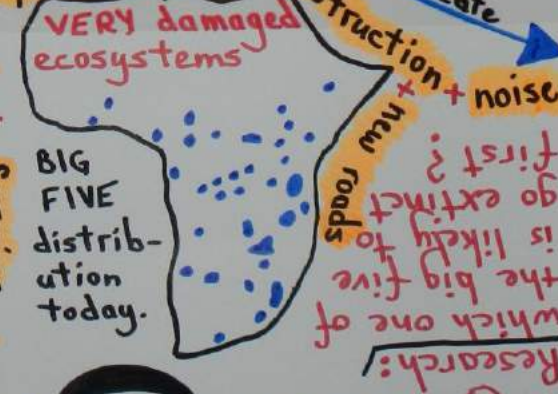 VERY damaged
ecosystems
BIG
FIVE
distrib-
ution
today.
+ new roads
+ noise
Research:
which one of
the big five
is likely to
go extinct
first?